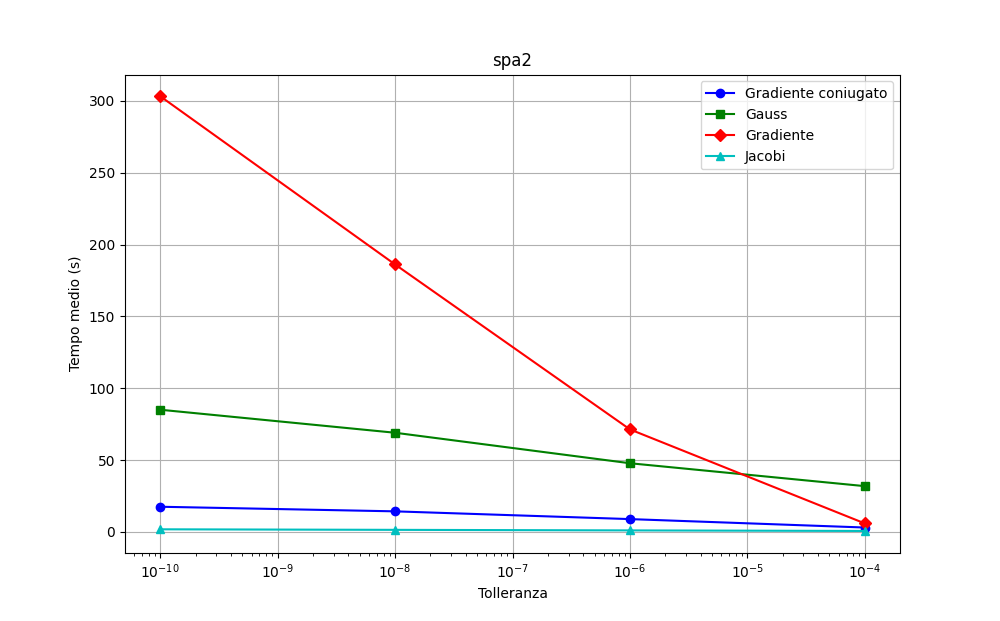 spa2
Gradiente coniugato
Gauss
Gradiente
Jacobi
Tempo medio (s)
300
250
200
150
100
50
0
10⁻¹⁰ 10⁻⁹ 10⁻⁸ 10⁻⁷ 10⁻⁶ 10⁻⁵ 10⁻⁴
Tolleranza